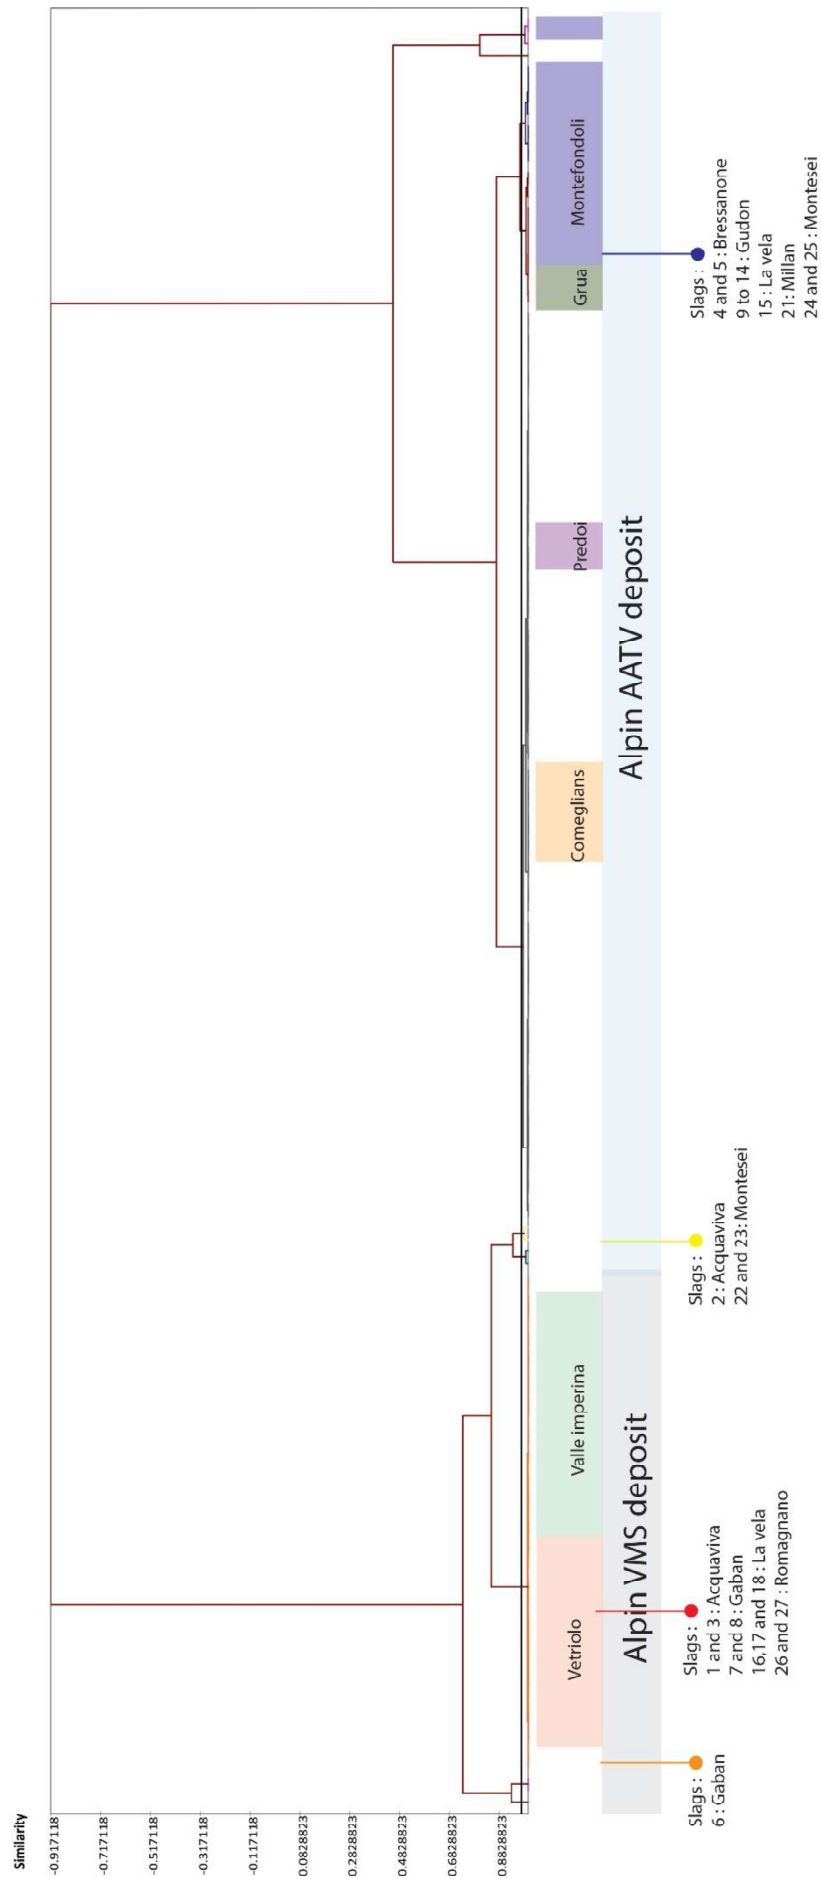 Similarity
-0.917118
-0.717118
-0.517118
-0.317118
-0.117118
0.0828823
0.2828823
0.4828823
0.6828823
0.8828823
Vetriolo
Valle imperina
Comeglians
Predoi
Grua
Montefondoli
Alpin VMS deposit
Alpin AATV deposit
Slags :
6 : Gaban
Slags :
1 and 3 : Acquaviva
7 and 8 : Gaban
16,17 and 18 : La vela
26 and 27 : Romagnano
Slags :
2 : Acquaviva
22 and 23: Montesei
Slags :
4 and 5 : Bressanone
9 to 14 : Gudon
15 : La vela
21: Millan
24 and 25 : Montesei